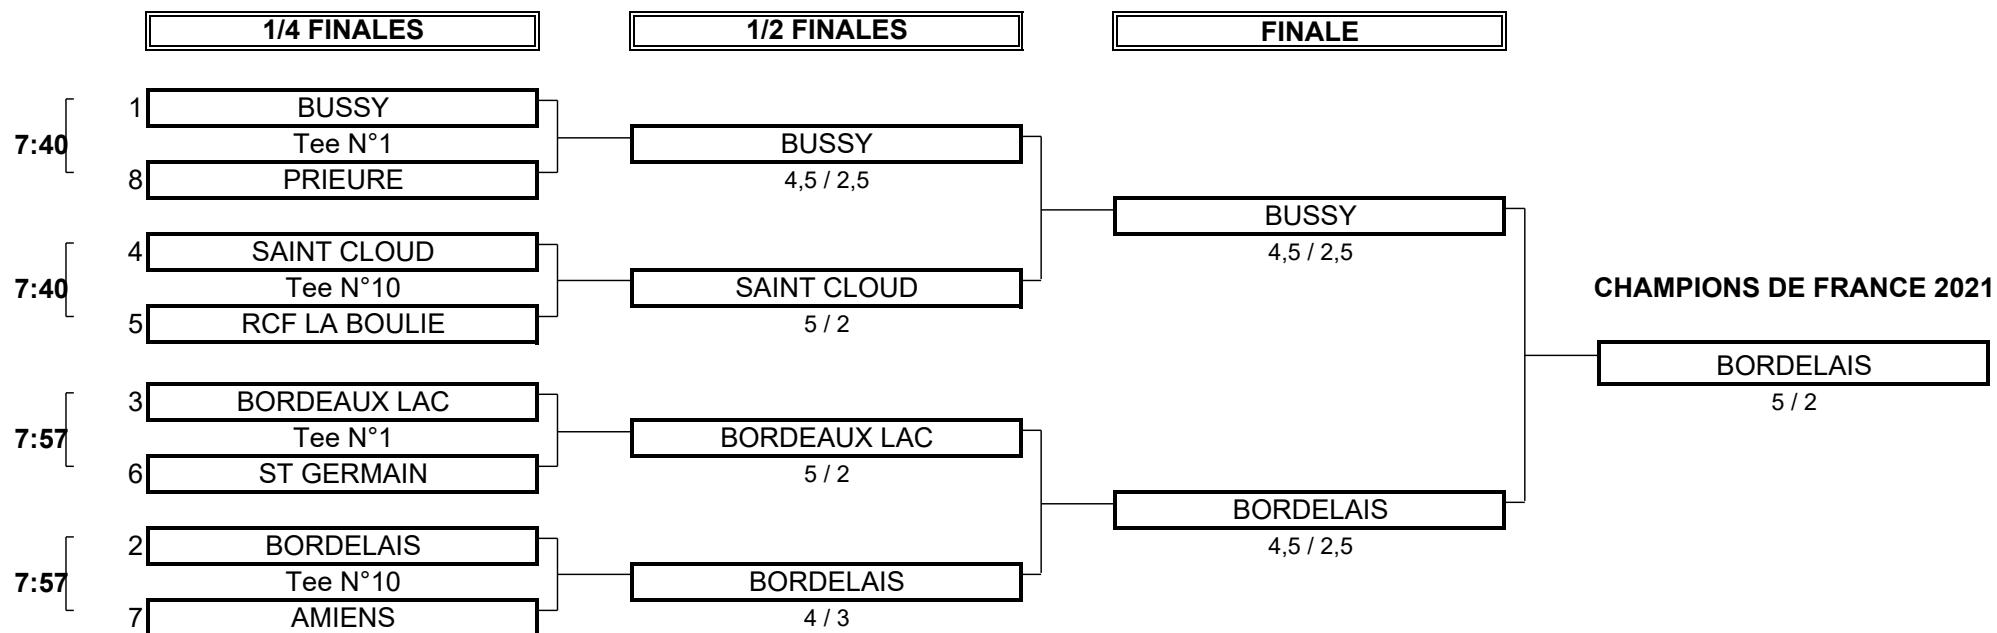 1/4 FINALES
1/2 FINALES
FINALE
1 BUSSY
7:40 Tee N°1
8 PRIEURE
BUSSY
4,5 / 2,5
4 SAINT CLOUD
7:40 Tee N°10
5 RCF LA BOULIE
SAINT CLOUD
5 / 2
BUSSY
4,5 / 2,5
3 BORDEAUX LAC
7:57 Tee N°1
6 ST GERMAIN
BORDEAUX LAC
5 / 2
2 BORDELAIS
7:57 Tee N°10
7 AMIENS
BORDELAIS
4 / 3
BORDELAIS
4,5 / 2,5
CHAMPIONS DE FRANCE 2021
BORDELAIS
5 / 2